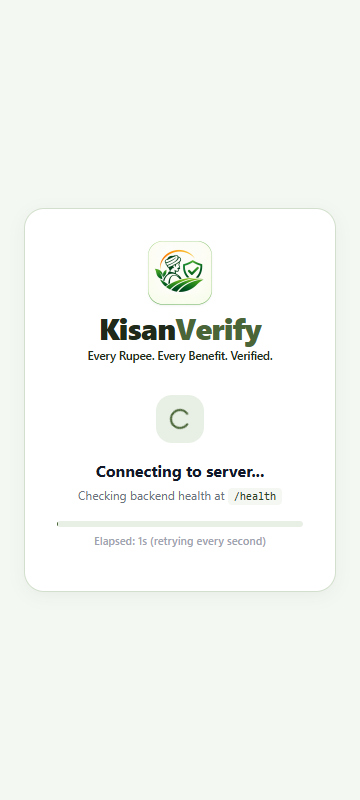 KisanVerify
Every Rupee. Every Benefit. Verified.
Connecting to server...
Checking backend health at /health
Elapsed: 1s (retrying every second)